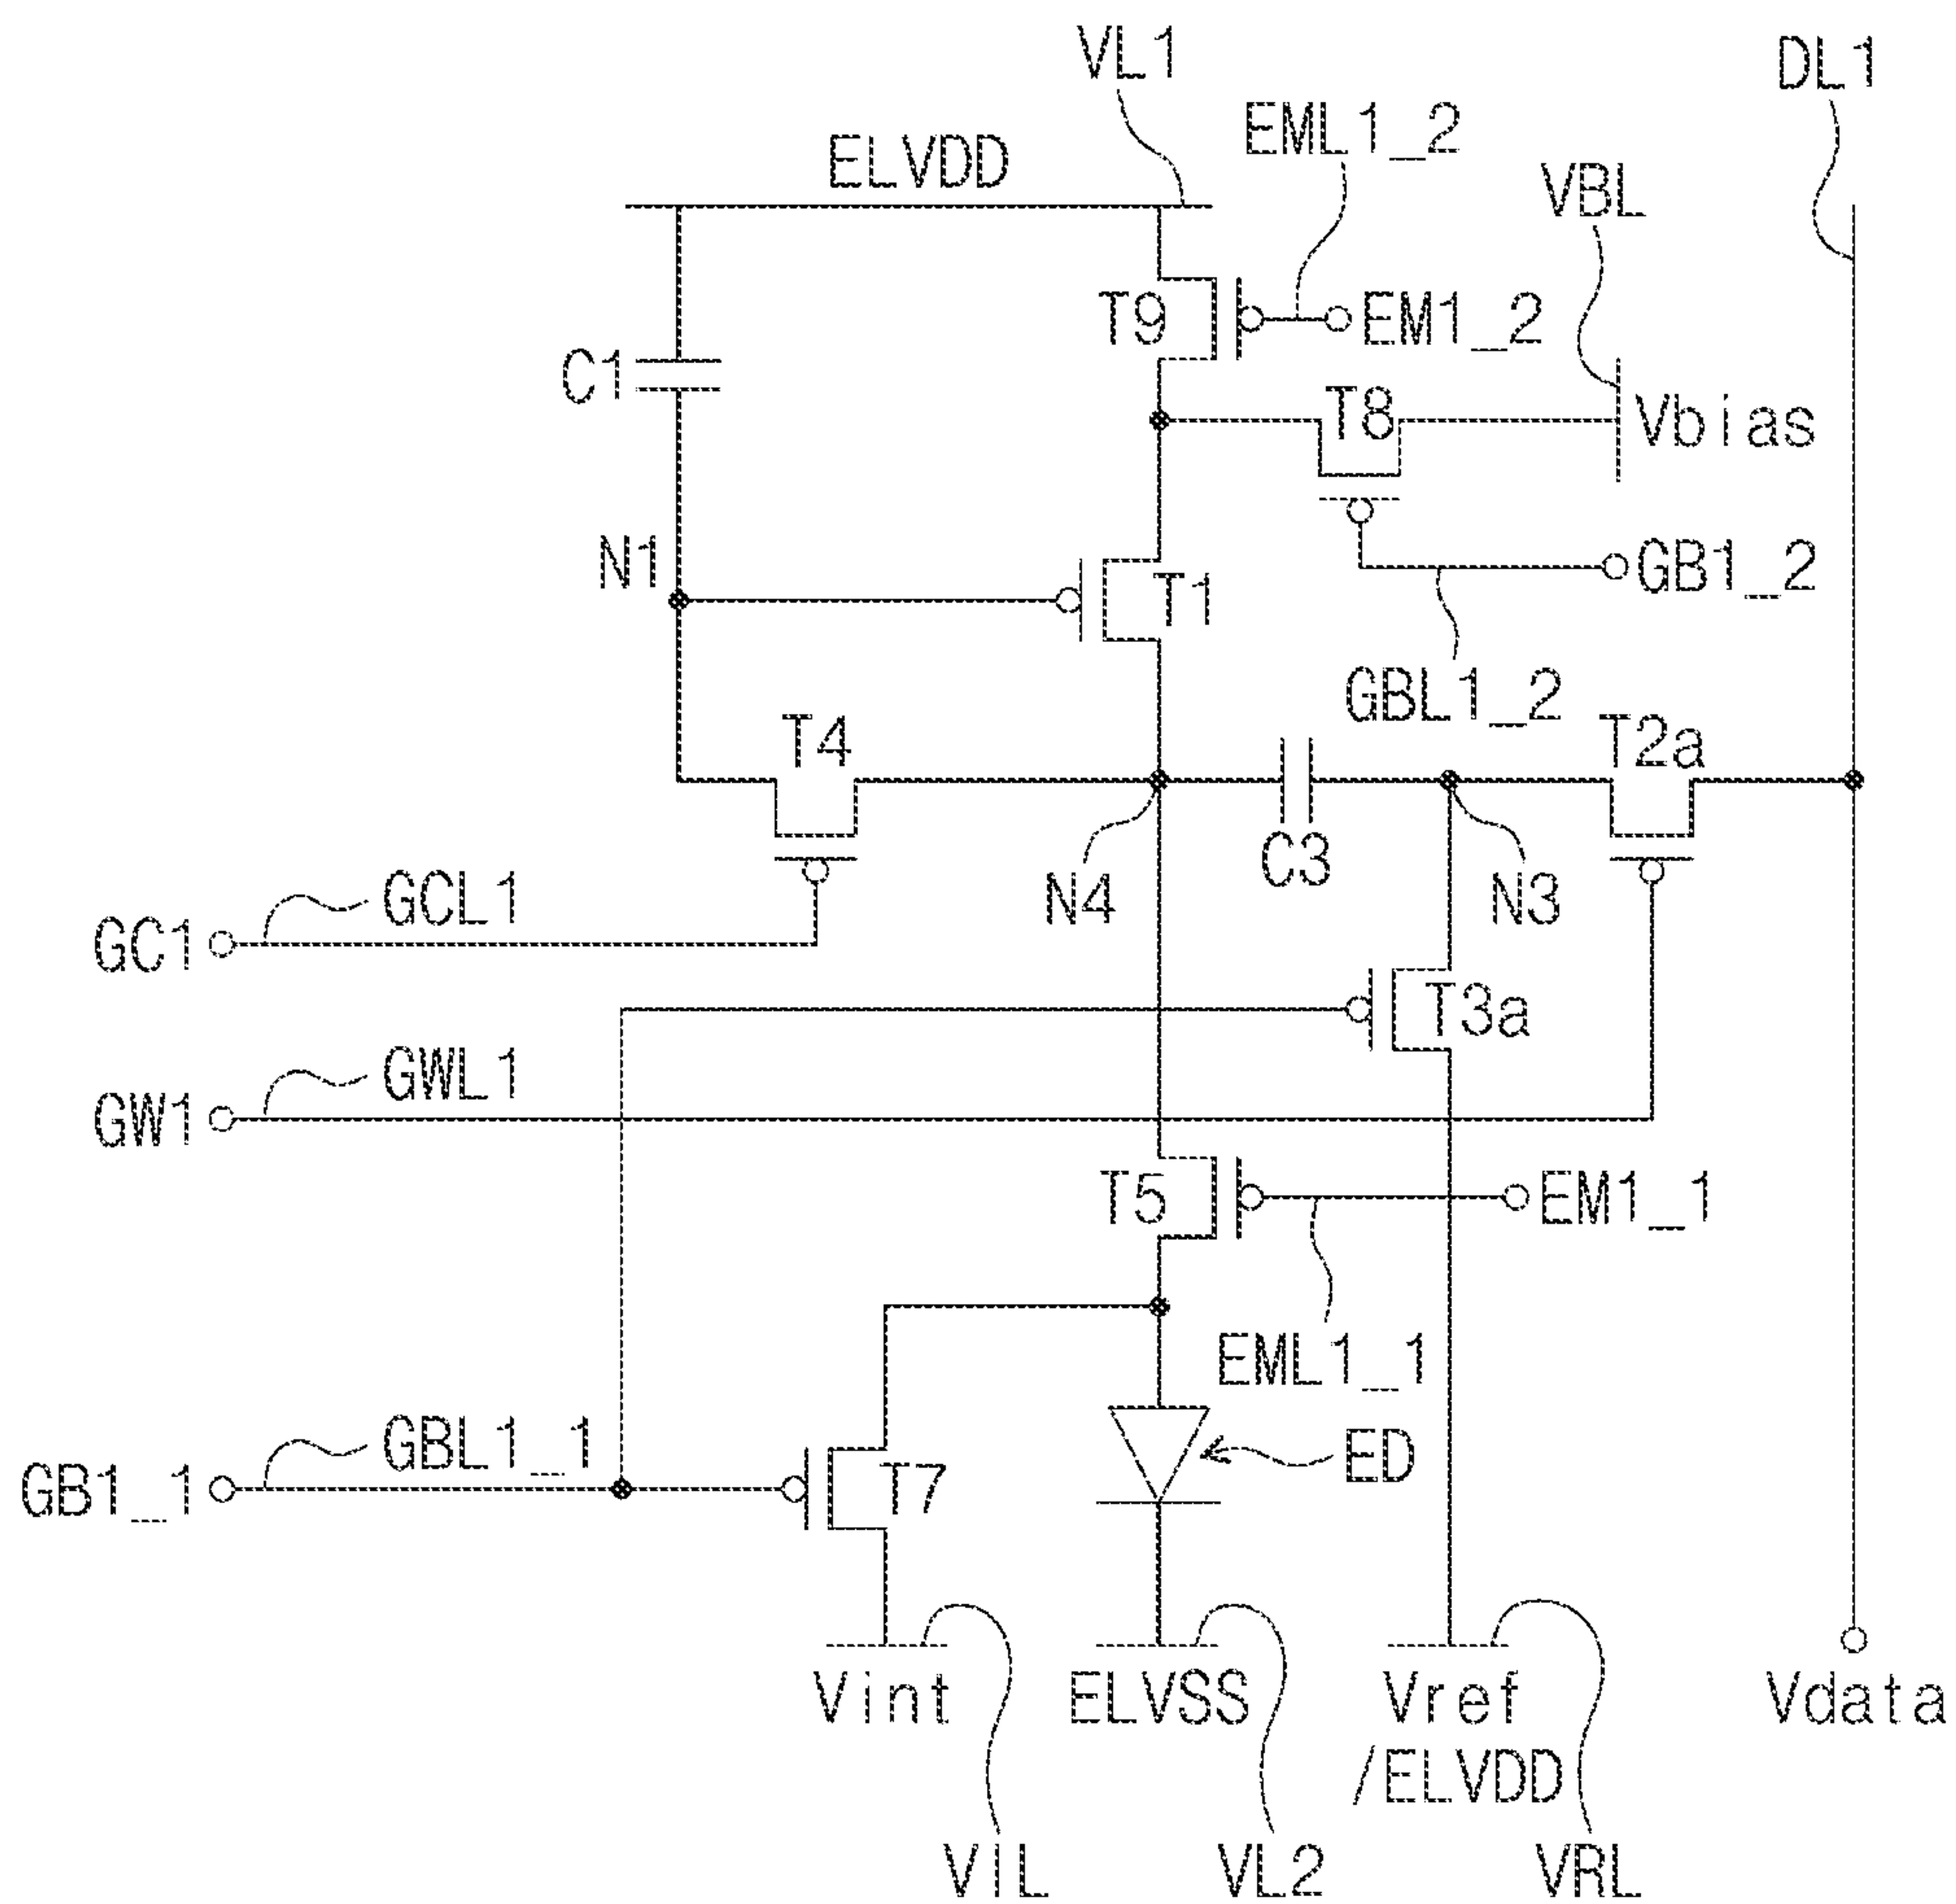 VL1
DL1
EML1_2
ELVDD
VBL
T9
EM1_2
C1
T8
Vbias
N1
T1
GB1_2
GBL1_2
T4
T2a
C3
GCL1
N4
N3
GC1
T3a
GWL1
GW1
T5
EM1_1
EML1_1
GBL1_1
ED
GB1_1
T7
Vint
ELVSS
Vref
/ELVDD
Vdata
VIL
VL2
VRL